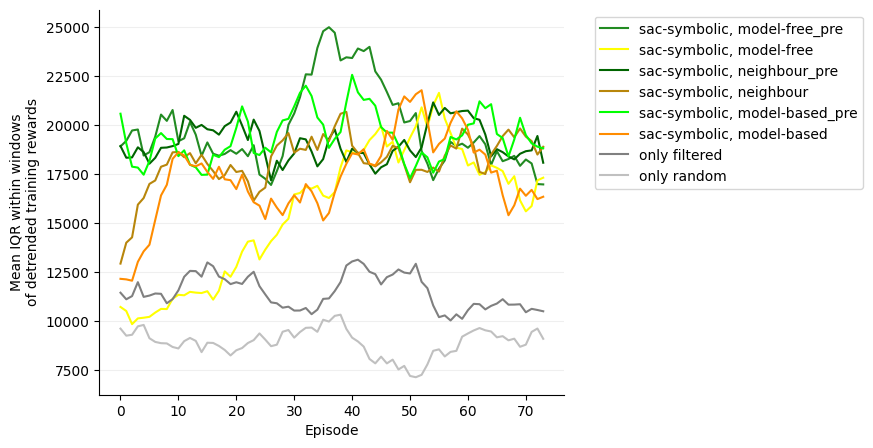 25000
22500
20000
17500
15000
12500
10000
7500
Mean IQR within windows
of detrended training rewards
0
10
20
30
40
50
60
70
Episode
sac-symbolic, model-free_pre
sac-symbolic, model-free
sac-symbolic, neighbour_pre
sac-symbolic, neighbour
sac-symbolic, model-based_pre
sac-symbolic, model-based
only filtered
only random